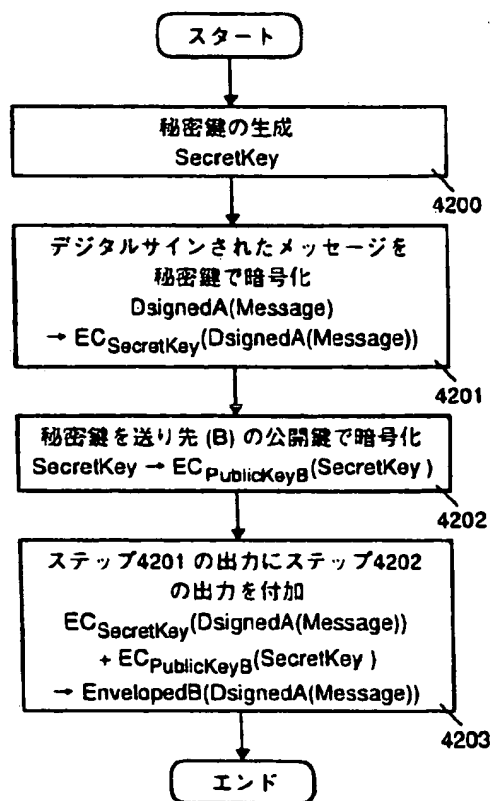 スタート
秘密鍵の生成
SecretKey
4200
デジタルサインされたメッセージを
秘密鍵で暗号化
DsignedA(Message)
→ ECSecretKey(DsignedA(Message))
4201
秘密鍵を送り先 (B) の公開鍵で暗号化
SecretKey → ECPublicKeyB(SecretKey)
4202
ステップ4201 の出力にステップ4202
の出力を付加
ECSecretKey(DsignedA(Message))
+ ECPublicKeyB(SecretKey)
→ EnvelopedB(DsignedA(Message))
4203
エンド